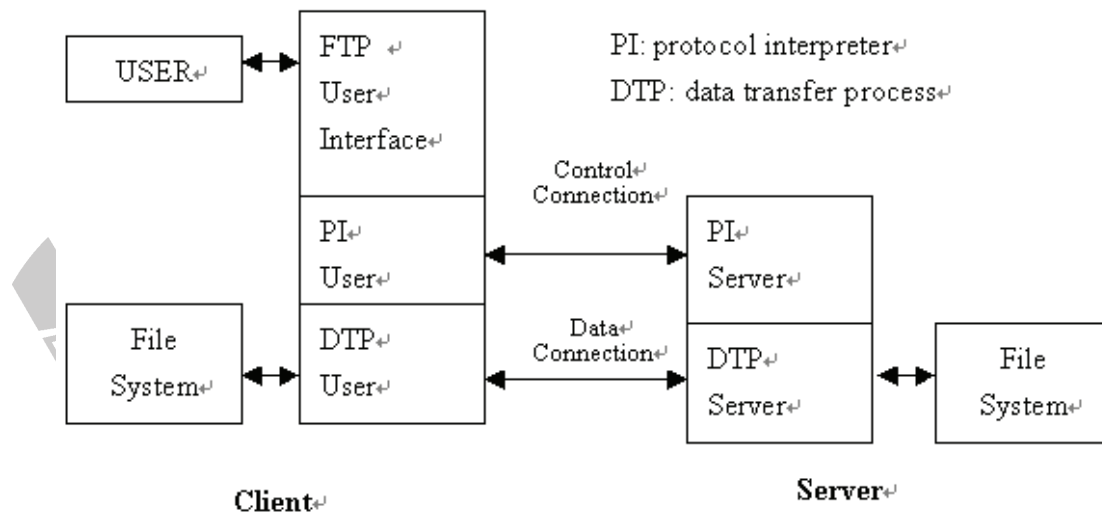 USER↵
FTP ↵
User↵
Interface↵
PI: protocol interpreter↵
DTP: data transfer process↵
Control↵
Connection↵
PI↵
User↵
PI↵
Server↵
File
System↵
DTP↵
User↵
Data↵
Connection↵
DTP↵
Server↵
File
System↵
Client↵
Server↵